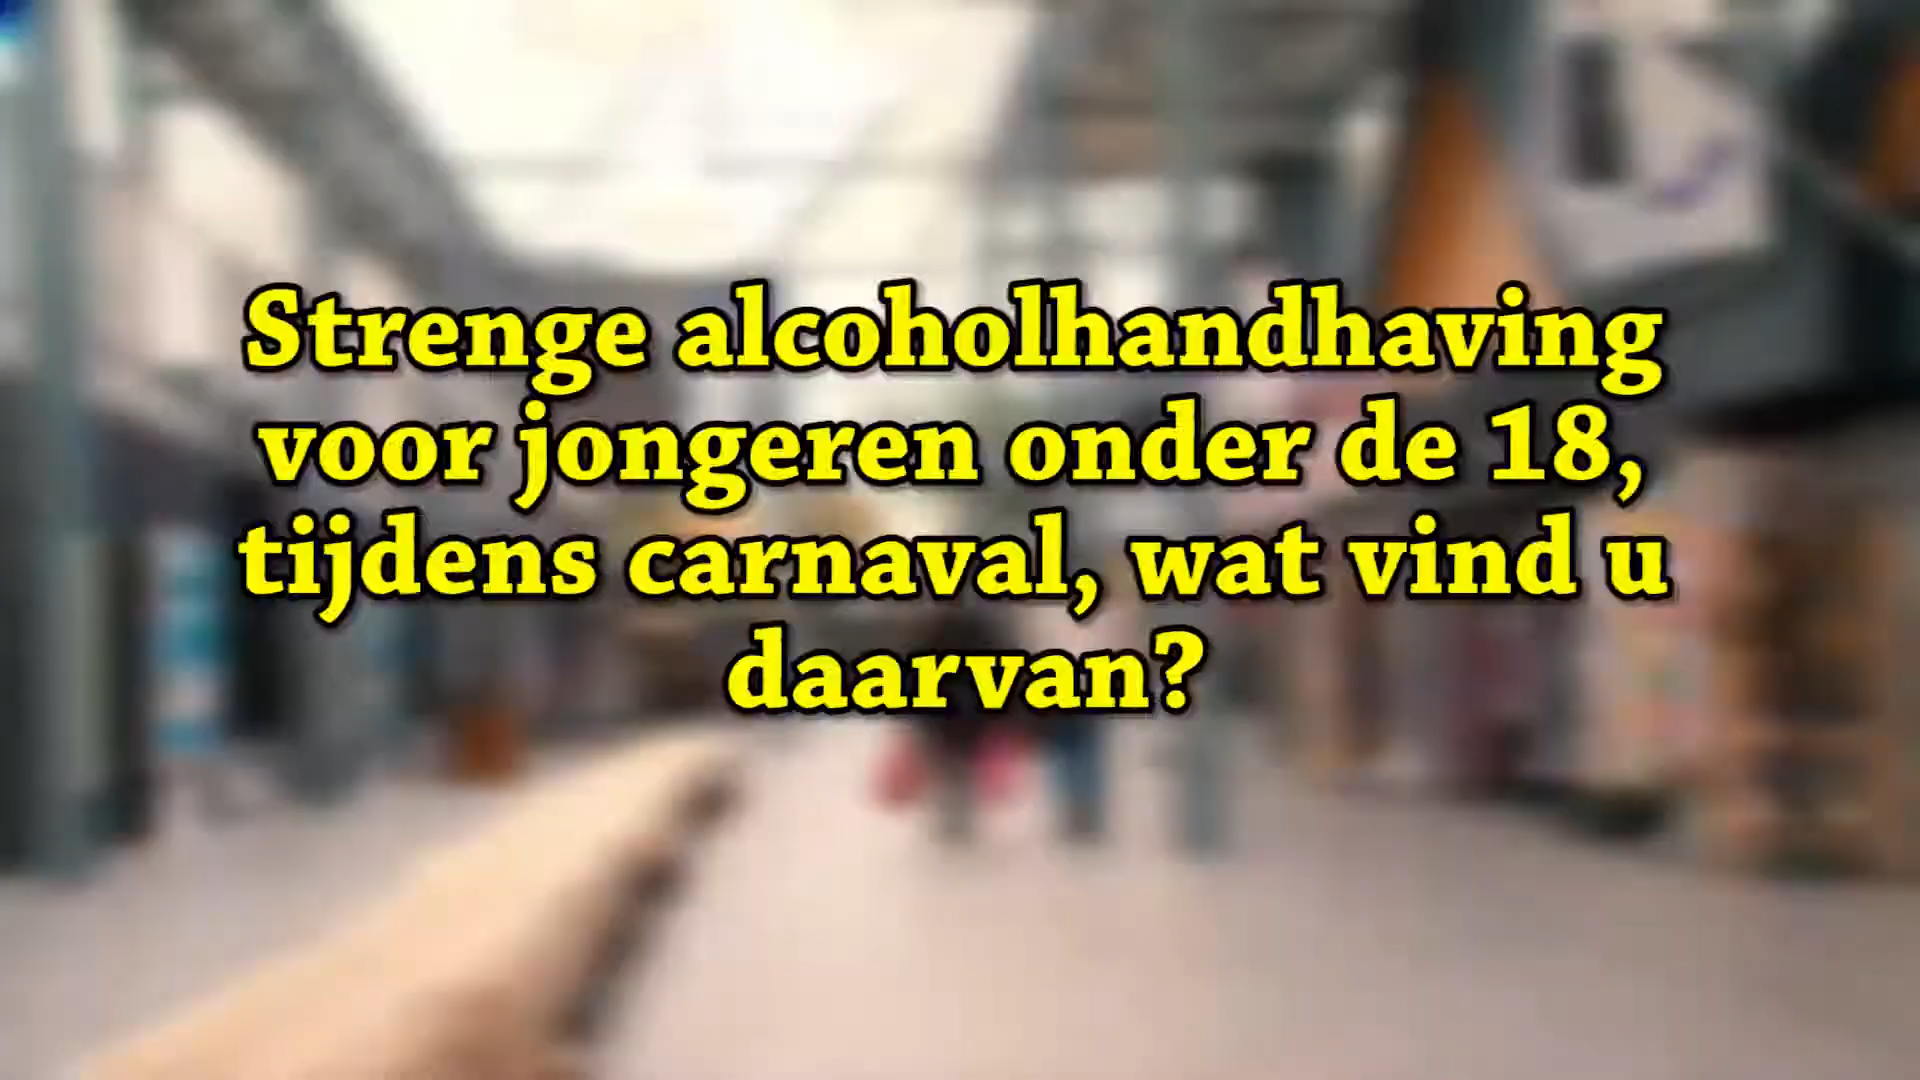 Strenge alcoholhandhaving
voor jongeren onder de 18,
tijdens carnaval, wat vind u
daarvan?